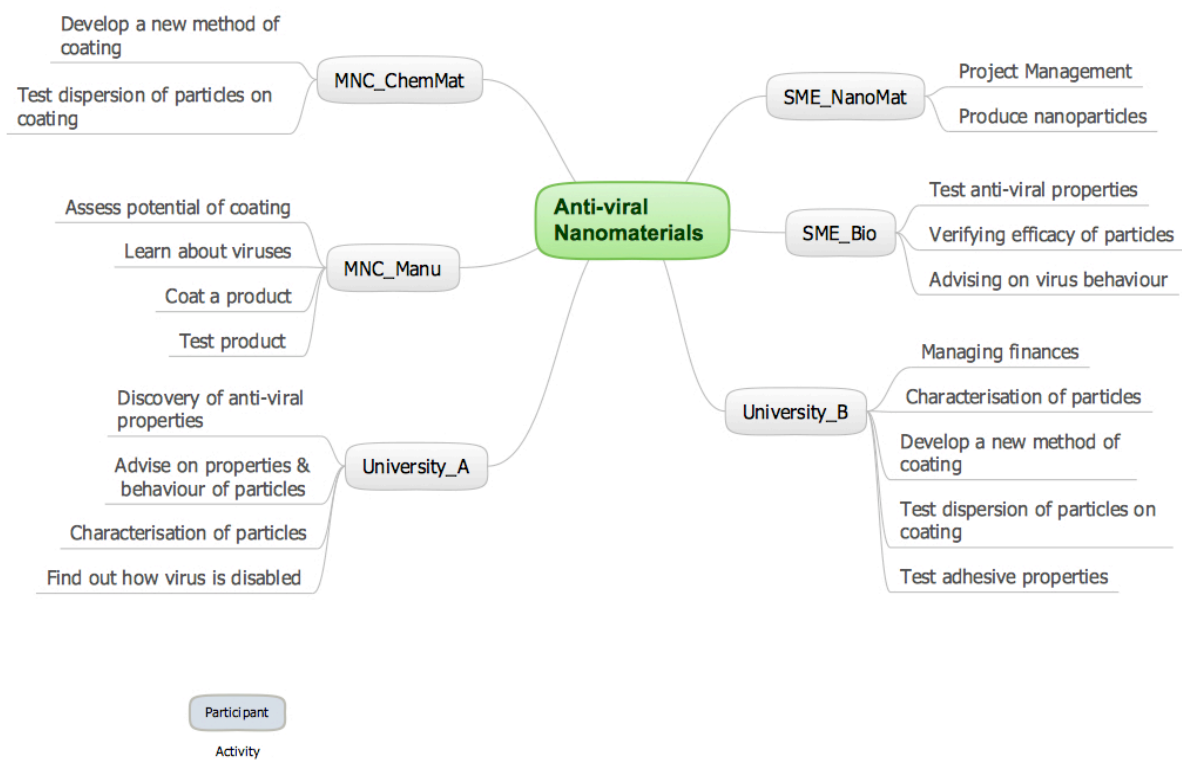 Develop a new method of
coating
Test dispersion of particles on
coating
MNC_ChemMat
Assess potential of coating
Learn about viruses
Coat a product
Test product
MNC_Manu
Discovery of anti-viral
properties
Advise on properties &
behaviour of particles
Characterisation of particles
Find out how virus is disabled
University_A
Anti-viral
Nanomaterials
SME_NanoMat
Project Management
Produce nanoparticles
SME_Bio
Test anti-viral properties
Verifying efficacy of particles
Advising on virus behaviour
University_B
Managing finances
Characterisation of particles
Develop a new method of
coating
Test dispersion of particles on
coating
Test adhesive properties
Participant
Activity